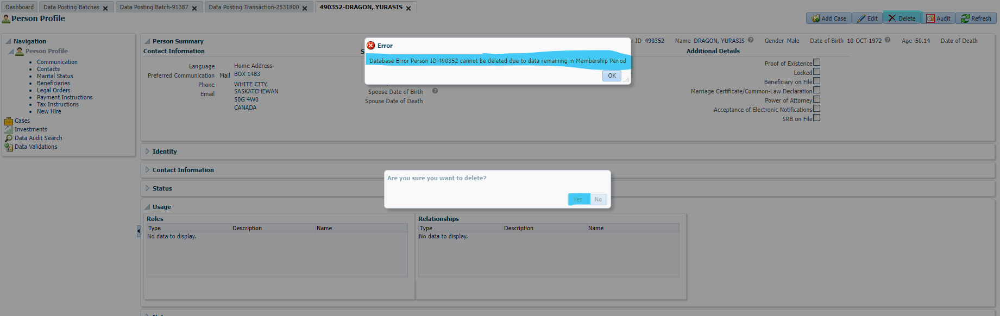 Dashboard
Data Posting Batches
Data Posting Batch-91387
Data Posting Transaction-2531800
490352-DRAGON, YURASIS
Person Profile
Add Case
Edit
Delete
Audit
Refresh
Navigation
Person Profile
Communication
Contacts
Marital Status
Beneficiaries
Legal Orders
Payment Instructions
Tax Instructions
New Hire
Cases
Investments
Data Audit Search
Data Validations
Person Summary
ID 490352 Name DRAGON, YURASIS Gender Male Date of Birth 10-OCT-1972 Age 50.14 Date of Death
Contact Information
Language
Preferred Communication Mail
Phone
Email
Home Address
BOX 1483
WHITE CITY,
SASKATCHEWAN
S0G 4W0
CANADA
Spouse Date of Birth
Spouse Date of Death
Additional Details
Proof of Existence
Locked
Beneficiary on File
Marriage Certificate/Common-Law Declaration
Power of Attorney
Acceptance of Electronic Notifications
SRB on File
Error
Database Error Person ID 490352 cannot be deleted due to data remaining in Membership Period
OK
Identity
Contact Information
Are you sure you want to delete?
Yes
No
Status
Usage
Roles
Type Description Name
No data to display.
Relationships
Type Description Name
No data to display.